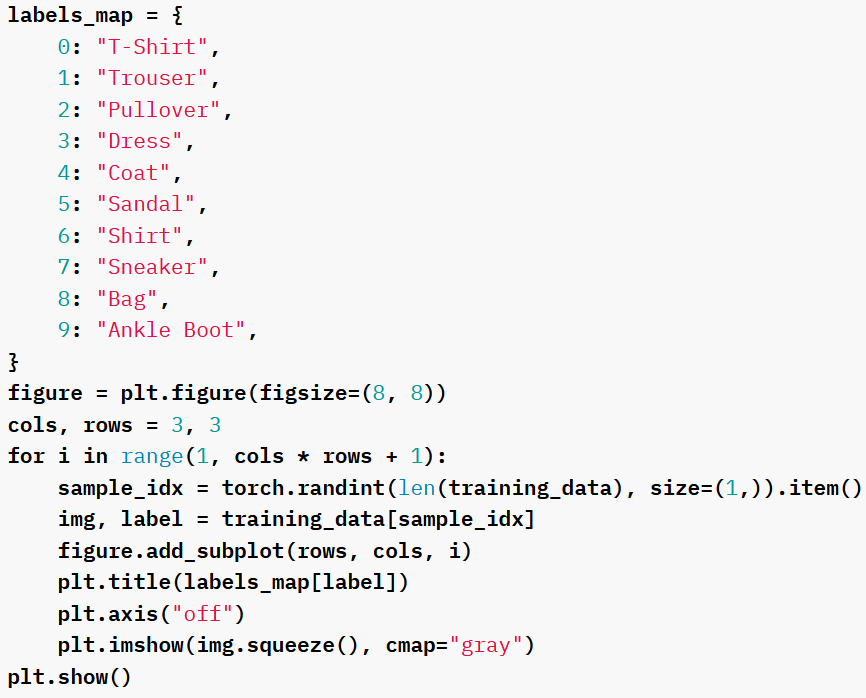 labels_map = {
    0: "T-Shirt",
    1: "Trouser",
    2: "Pullover",
    3: "Dress",
    4: "Coat",
    5: "Sandal",
    6: "Shirt",
    7: "Sneaker",
    8: "Bag",
    9: "Ankle Boot",
}
figure = plt.figure(figsize=(8, 8))
cols, rows = 3, 3
for i in range(1, cols * rows + 1):
    sample_idx = torch.randint(len(training_data), size=(1,)).item()
    img, label = training_data[sample_idx]
    figure.add_subplot(rows, cols, i)
    plt.title(labels_map[label])
    plt.axis("off")
    plt.imshow(img.squeeze(), cmap="gray")
plt.show()